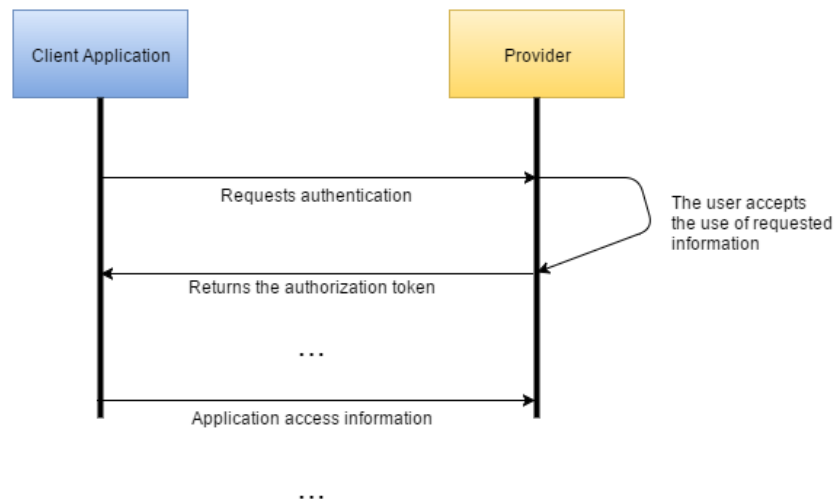 Client Application
Provider
Requests authentication
The user accepts
the use of requested
information
Returns the authorization token
...
Application access information
...